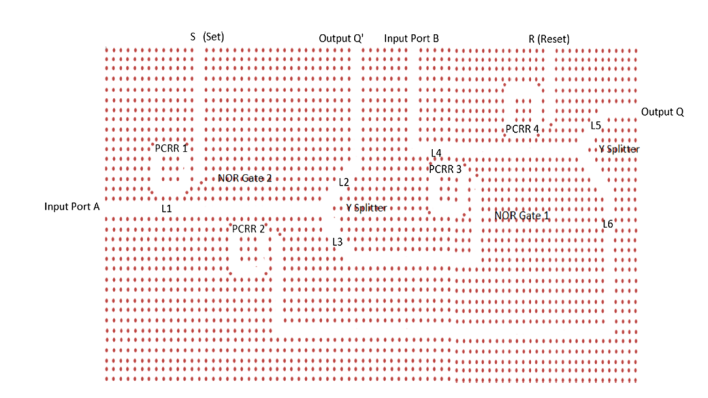 S (Set)
Output Q'
Input Port B
R (Reset)
Output Q
PCRR 4
L5
Y Splitter
PCRR 1
L4
PCRR 3
NOR Gate 2
L2
Input Port A
L1
Y Splitter
NOR Gate 1
PCRR 2
L6
L3